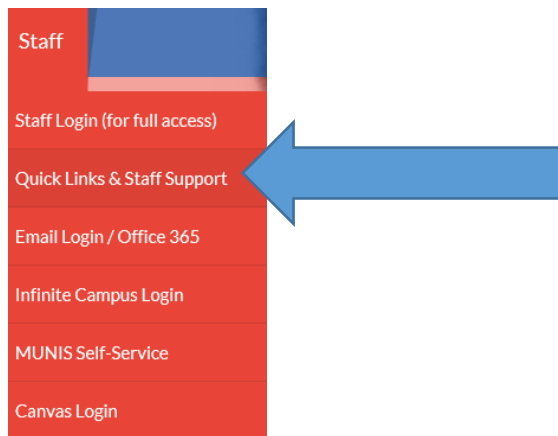 Staff
Staff Login (for full access)
Quick Links & Staff Support
Email Login / Office 365
Infinite Campus Login
MUNIS Self-Service
Canvas Login